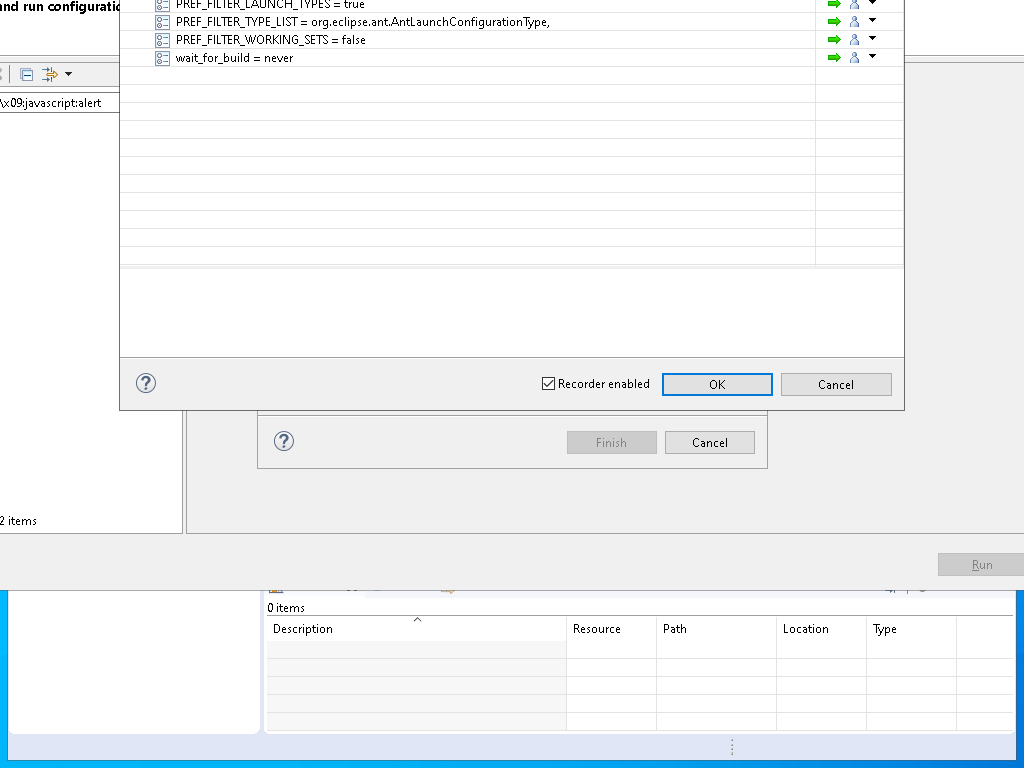 and run configuratio
PREF_FILTER_LAUNCH_TYPES = true
PREF_FILTER_TYPE_LIST = org.eclipse.ant.AntLaunchConfigurationType,
PREF_FILTER_WORKING_SETS = false
wait_for_build = never
\x09:javascript:alert
Recorder enabled
OK
Cancel
Finish
Cancel
2 items
Run
0 items
Description
Resource
Path
Location
Type